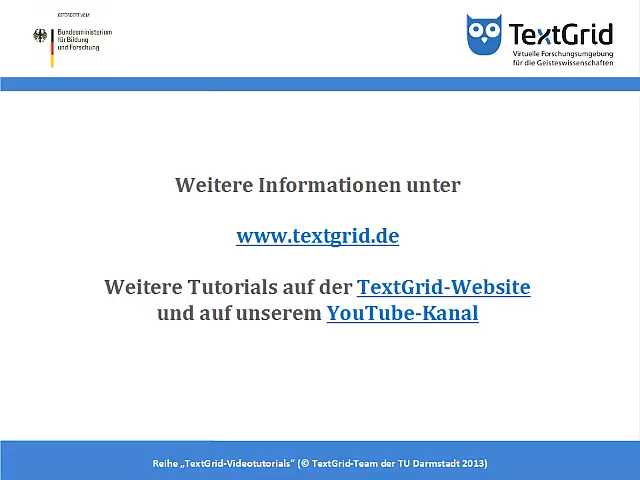 GEFÖRDERT VOM
Bundesministerium
für Bildung
und Forschung
TextGrid
Virtuelle Forschungsumgebung
für die Geisteswissenschaften
Weitere Informationen unter
www.textgrid.de
Weitere Tutorials auf der TextGrid-Website
und auf unserem YouTube-Kanal
Reihe „TextGrid-Videotutorials“ (© TextGrid-Team der TU Darmstadt 2013)